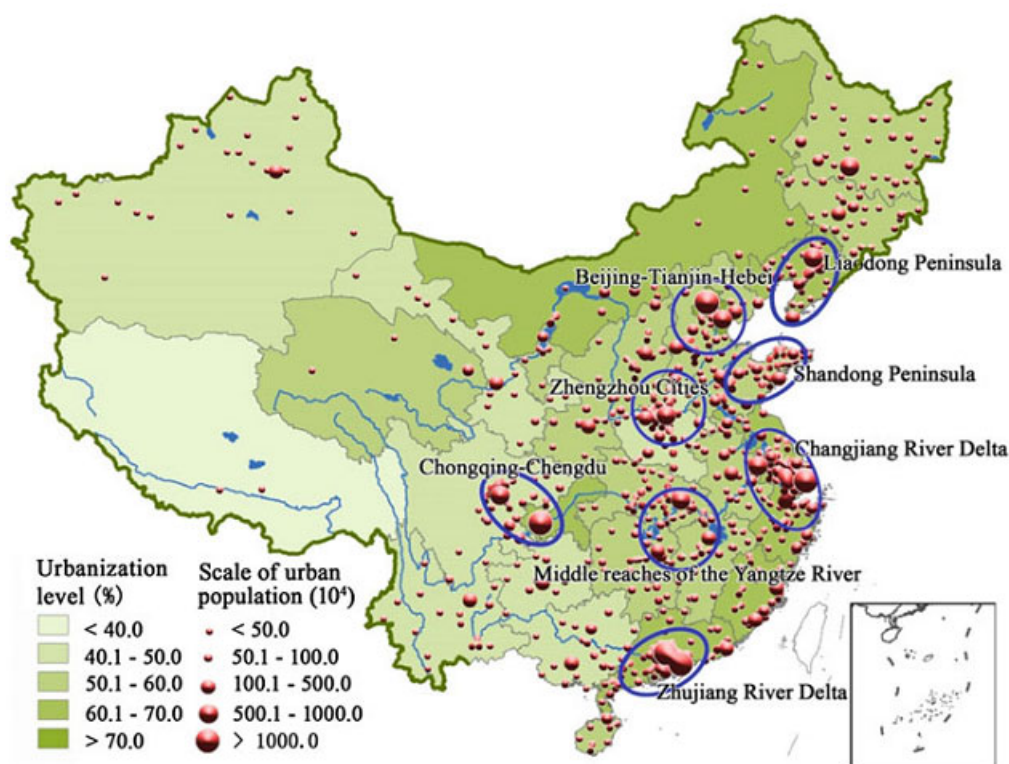 Liaodong Peninsula
Beijing-Tianjin-Hebei
Shandong Peninsula
Zhengzhou Cities
Changjiang River Delta
Chongqing-Chengdu
Middle reaches of the Yangtze River
Zhujiang River Delta
Urbanization
level (%)
< 40.0
40.1 - 50.0
50.1 - 60.0
60.1 - 70.0
> 70.0
Scale of urban
population (10⁴)
< 50.0
50.1 - 100.0
100.1 - 500.0
500.1 - 1000.0
> 1000.0